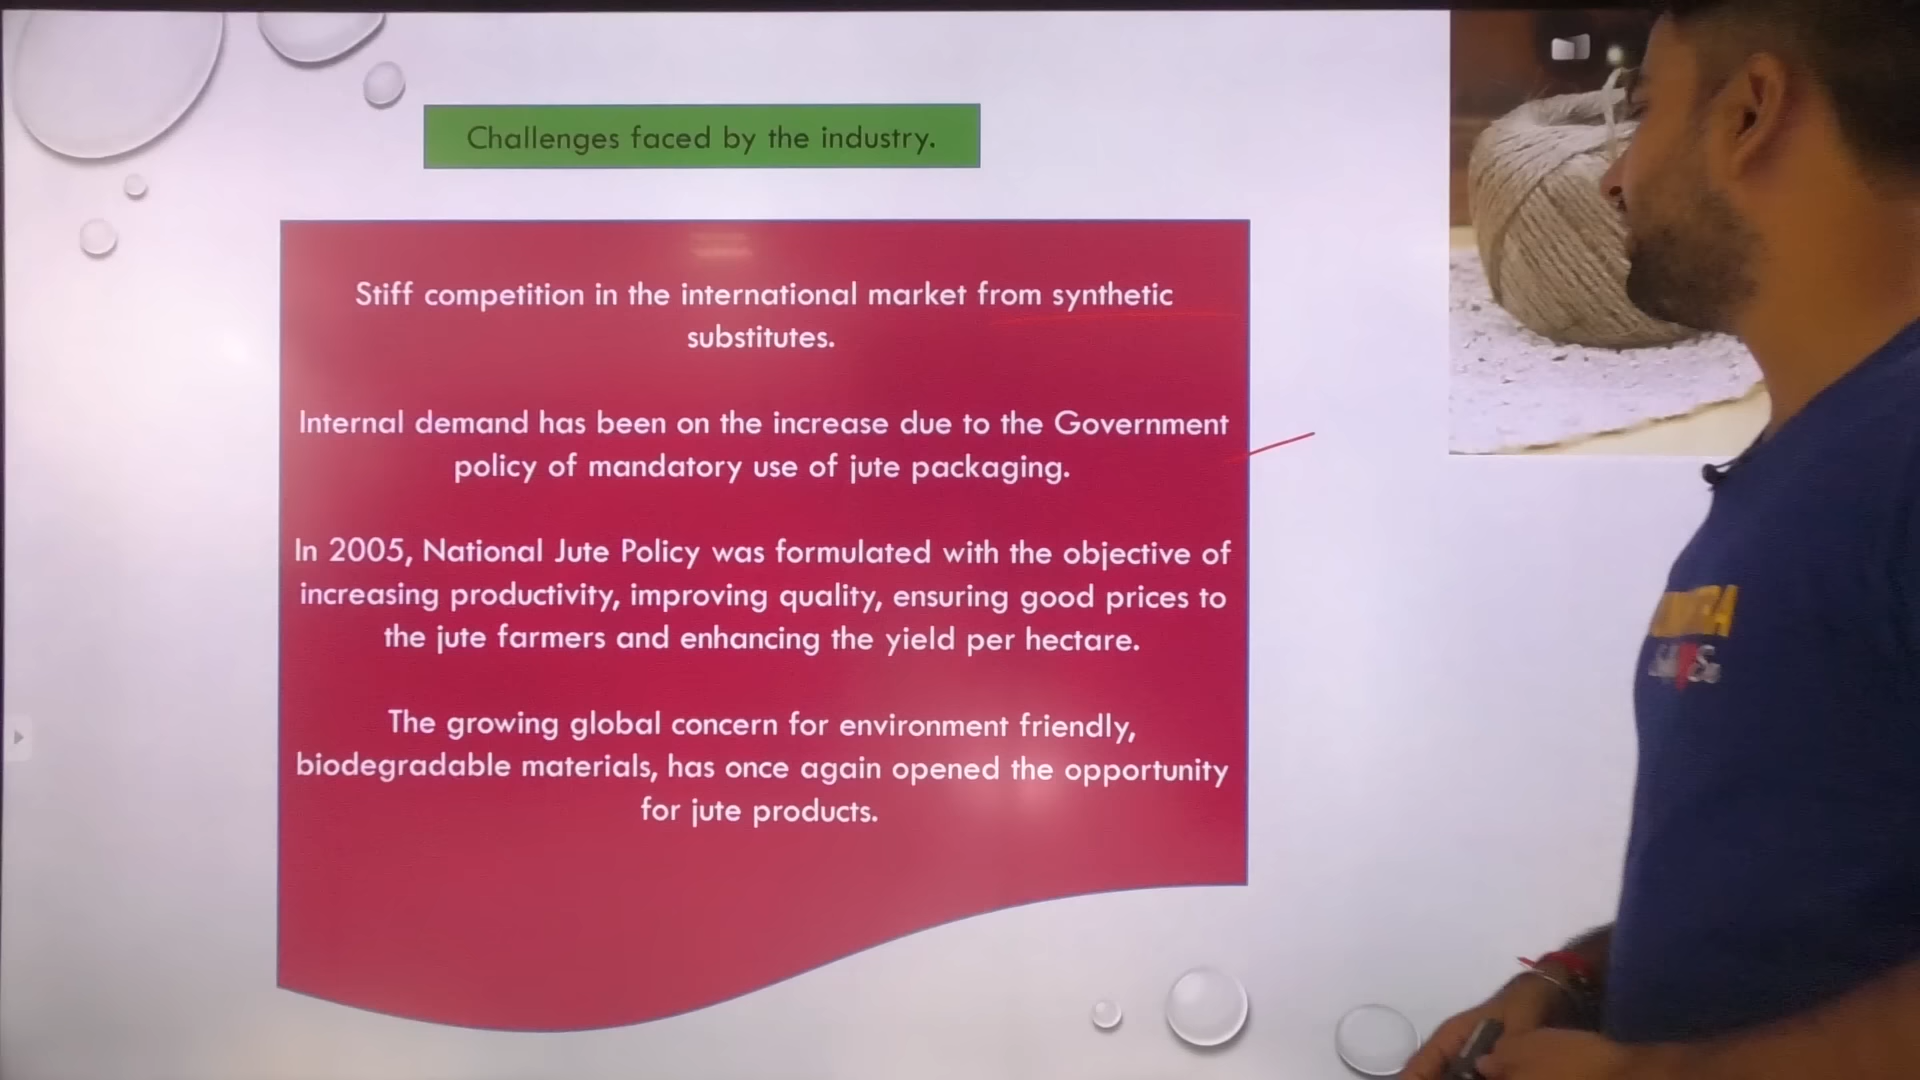 Challenges faced by the industry.
Stiff competition in the international market from synthetic
substitutes.
Internal demand has been on the increase due to the Government
policy of mandatory use of jute packaging.
In 2005, National Jute Policy was formulated with the objective of
increasing productivity, improving quality, ensuring good prices to
the jute farmers and enhancing the yield per hectare.
The growing global concern for environment friendly,
biodegradable materials, has once again opened the opportunity
for jute products.